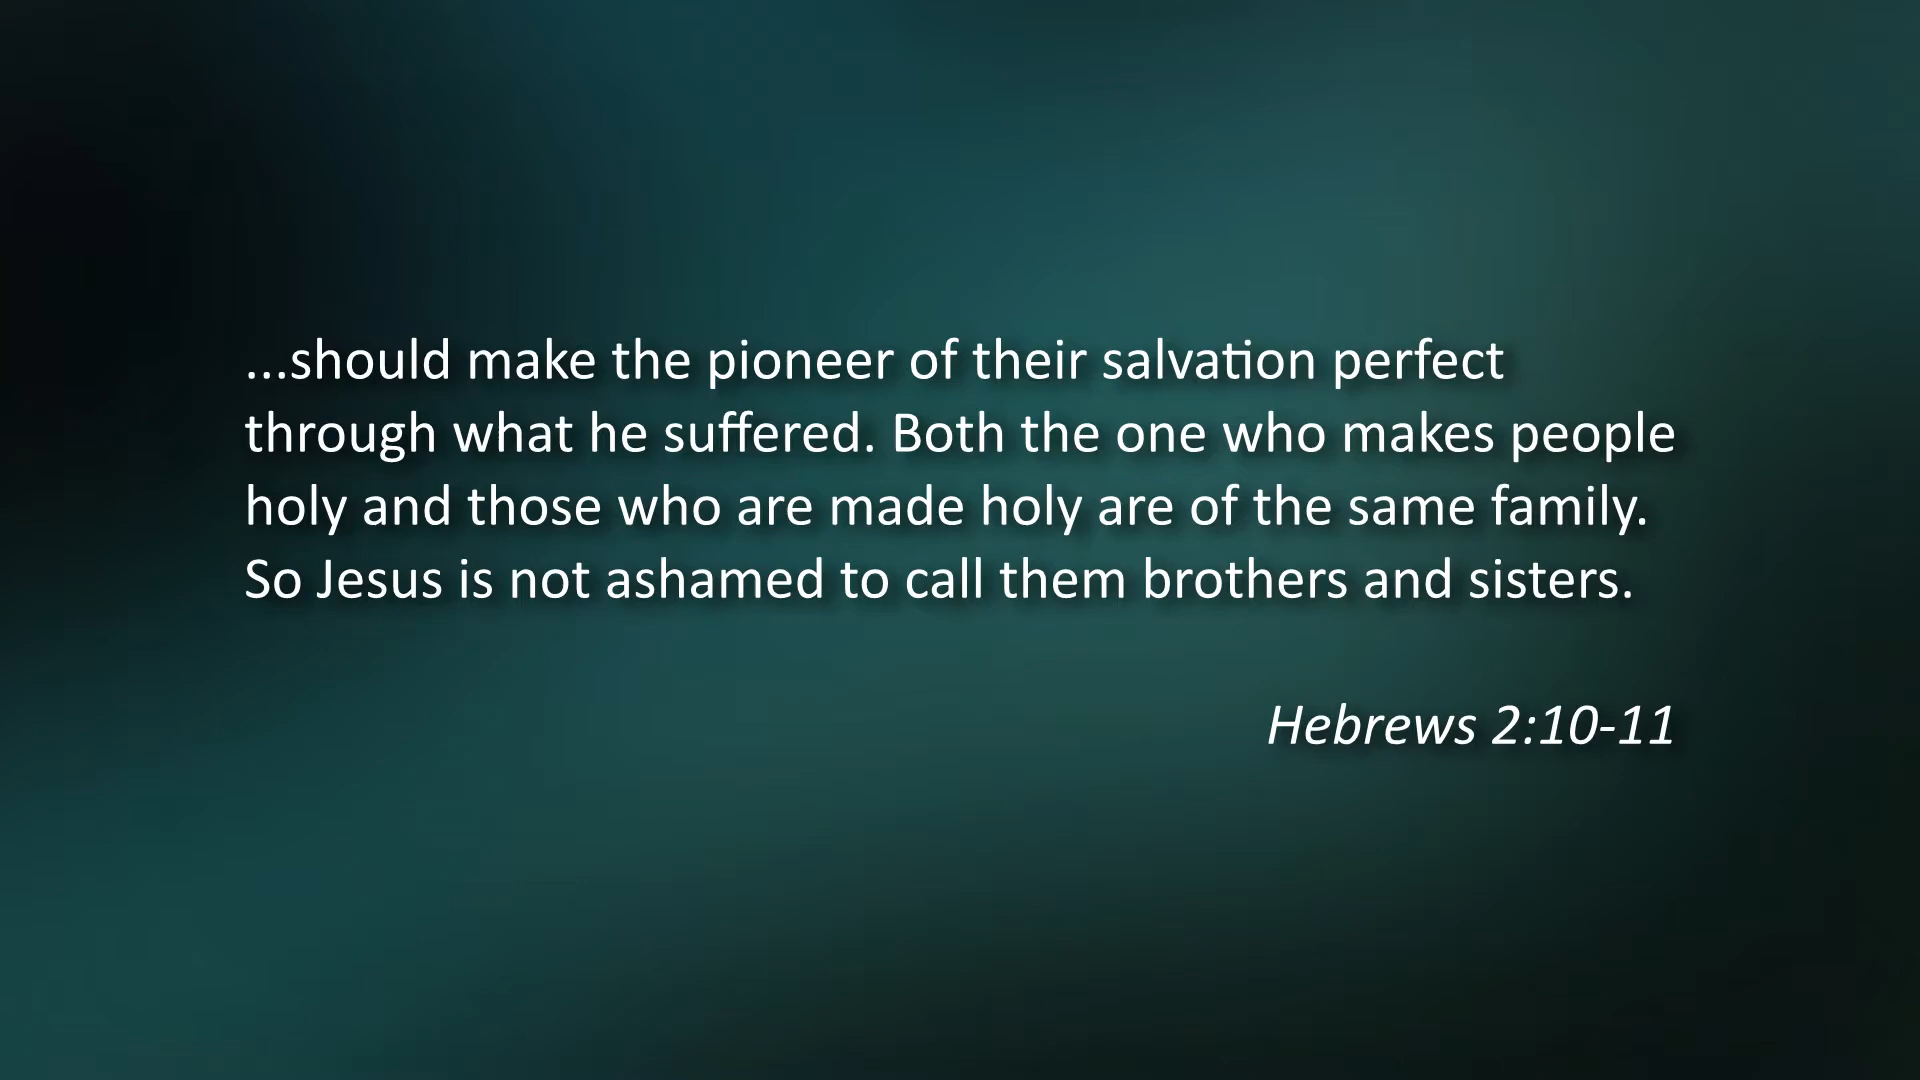 ...should make the pioneer of their salvation perfect
through what he suffered. Both the one who makes people
holy and those who are made holy are of the same family.
So Jesus is not ashamed to call them brothers and sisters.
Hebrews 2:10-11